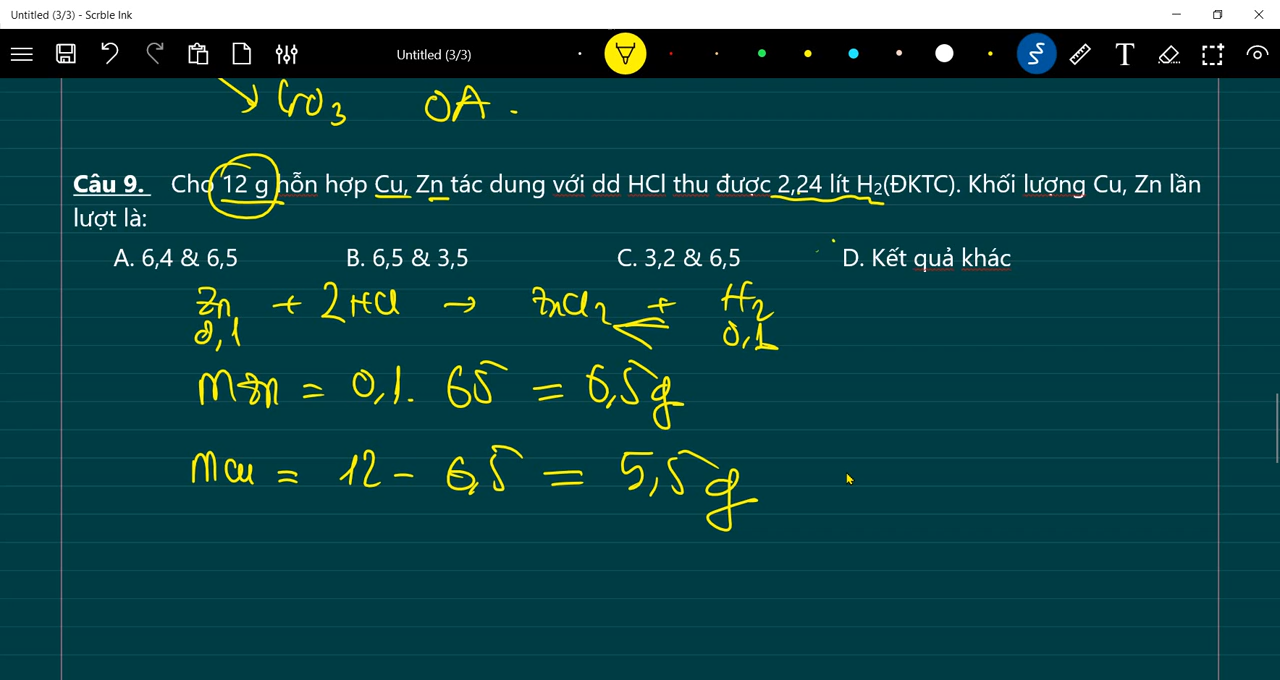 Untitled (3/3) - Scrble Ink
Untitled (3/3)
CrO3 OA.
Câu 9. Cho 12 g hỗn hợp Cu, Zn tác dung với dd HCl thu được 2,24 lít H₂(ĐKTC). Khối lượng Cu, Zn lần
lượt là:
A. 6,4 & 6,5 B. 6,5 & 3,5 C. 3,2 & 6,5 D. Kết quả khác
Zn + 2HCl → ZnCl2 + H2
0,1 0,1
mZn = 0,1. 65 = 6,5g
mCu = 12 - 6,5 = 5,5g